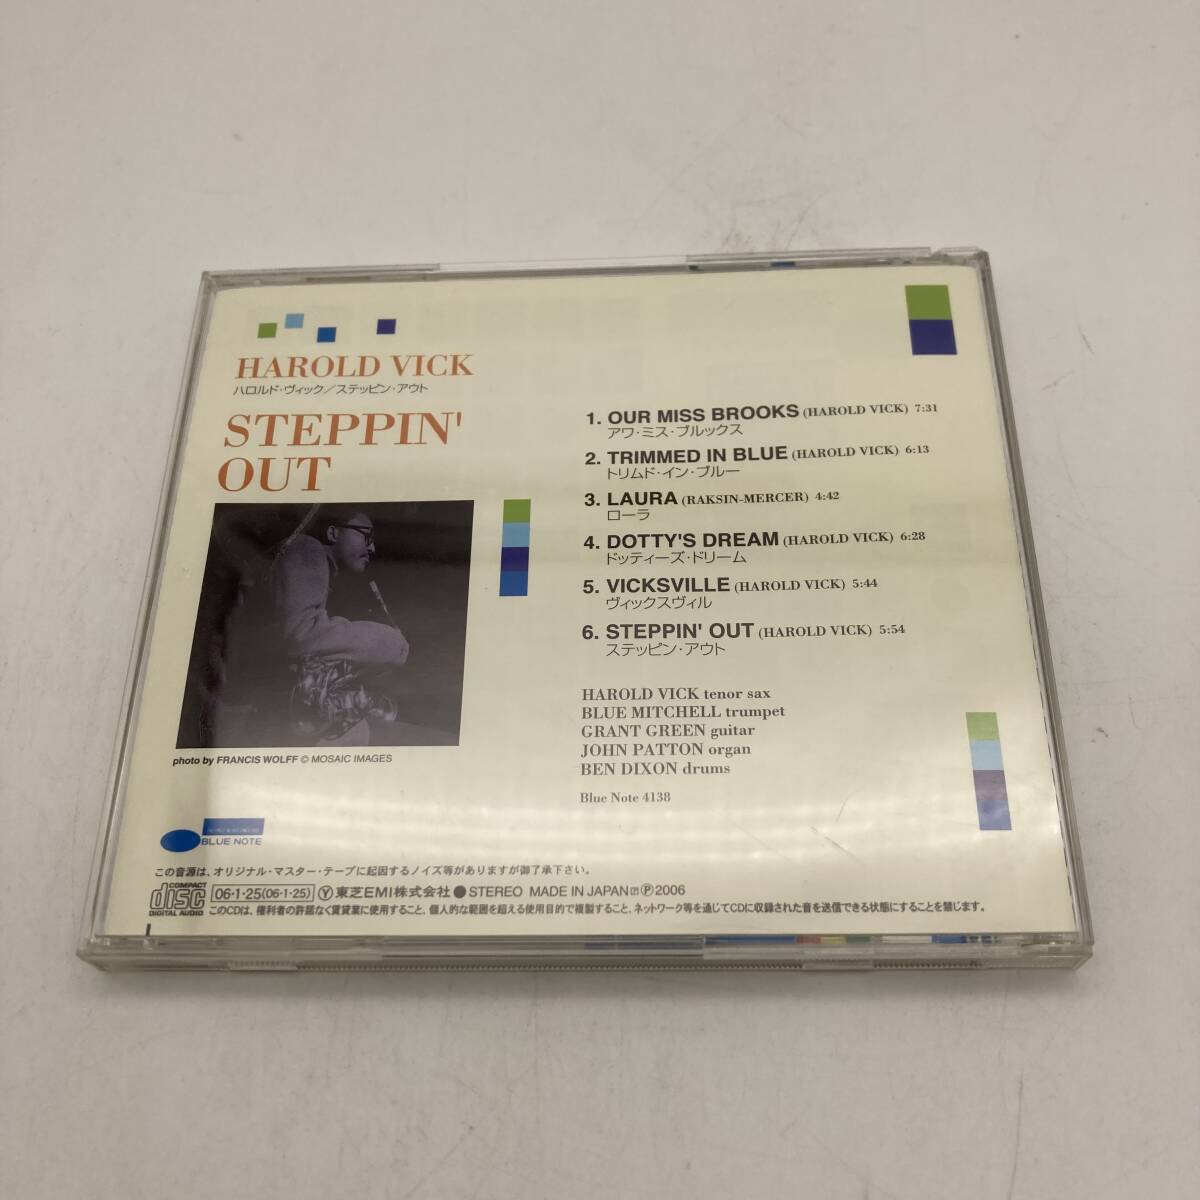 HAROLD VICK
ハロルド・ヴィック／ステッピン・アウト
STEPPIN'
OUT
photo by FRANCIS WOLFF © MOSAIC IMAGES
1. OUR MISS BROOKS (HAROLD VICK) 7:31
アワ・ミス・ブルックス
2. TRIMMED IN BLUE (HAROLD VICK) 6:13
トリムド・イン・ブルー
3. LAURA (RAKSIN-MERCER) 4:42
ローラ
4. DOTTY'S DREAM (HAROLD VICK) 6:28
ドッティーズ・ドリーム
5. VICKSVILLE (HAROLD VICK) 5:44
ヴィックスヴィル
6. STEPPIN' OUT (HAROLD VICK) 5:54
ステッピン・アウト
HAROLD VICK tenor sax
BLUE MITCHELL trumpet
GRANT GREEN guitar
JOHN PATTON organ
BEN DIXON drums
Blue Note 4138
BLUE NOTE
この音源は、オリジナル・マスター・テープに起因するノイズ等がありますが御了承下さい。
COMPACT disc DIGITAL AUDIO
06・1・25(06・1・25) Ⓨ東芝EMI株式会社 ●STEREO MADE IN JAPAN ℗2006
このCDは、権利者の許諾なく賃貸業に使用すること、個人的な範囲を超える使用目的で複製すること、ネットワーク等を通じてCDに収録された音を送信できる状態にすることを禁じます。